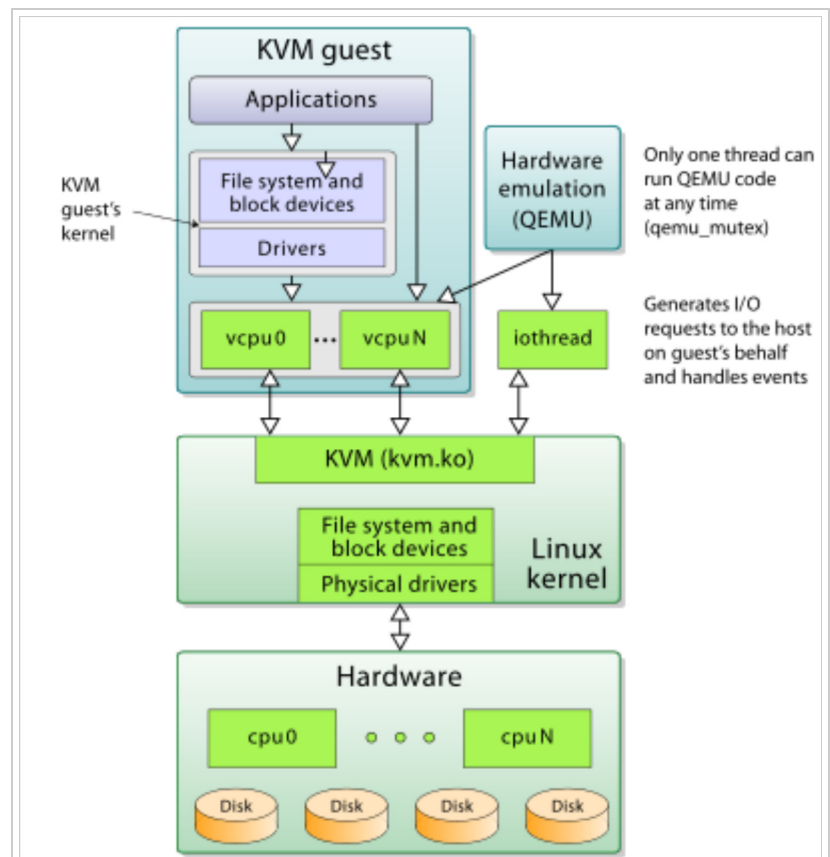 KVM guest
Applications
File system and
block devices
Drivers
KVM
guest's
kernel
vcpu0
...
vcpuN
Hardware
emulation
(QEMU)
Only one thread can
run QEMU code
at any time
(qemu_mutex)
iothread
Generates I/O
requests to the host
on guest's behalf
and handles events
KVM (kvm.ko)
File system and
block devices
Physical drivers
Linux
kernel
Hardware
cpu0
cpuN
Disk
Disk
Disk
Disk